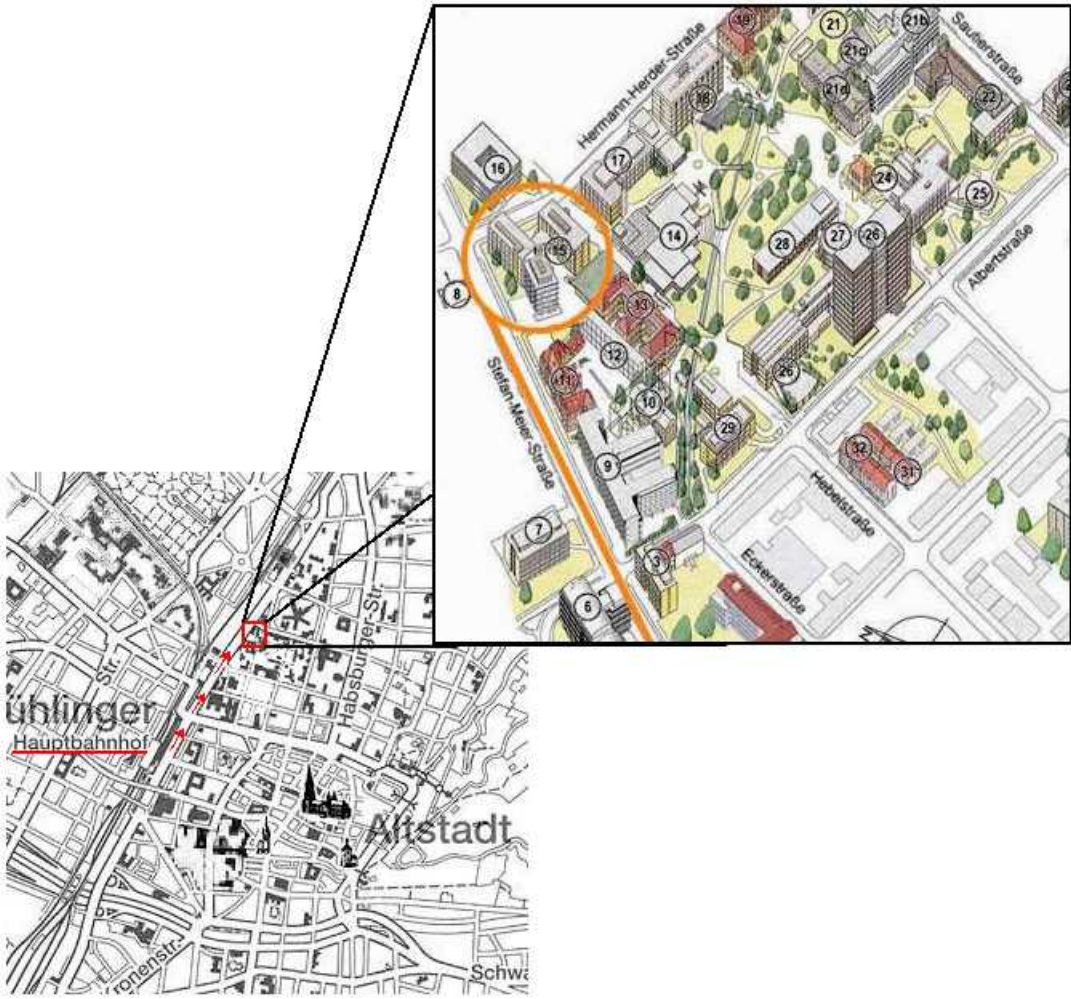 19
21
21b
Sautierstraße
Hermann-Herder-Straße
21c
18
21d
22
16
17
24
25
15
14
27
26
28
Albertstraße
8
13
12
11
26
Stefan-Meier-Straße
10
29
9
32
31
Hebelstraße
7
3
Eckerstraße
6
Str.
Habsburger-Str.
ühlinger
Hauptbahnhof
Altstadt
ronenstr.
Schwa